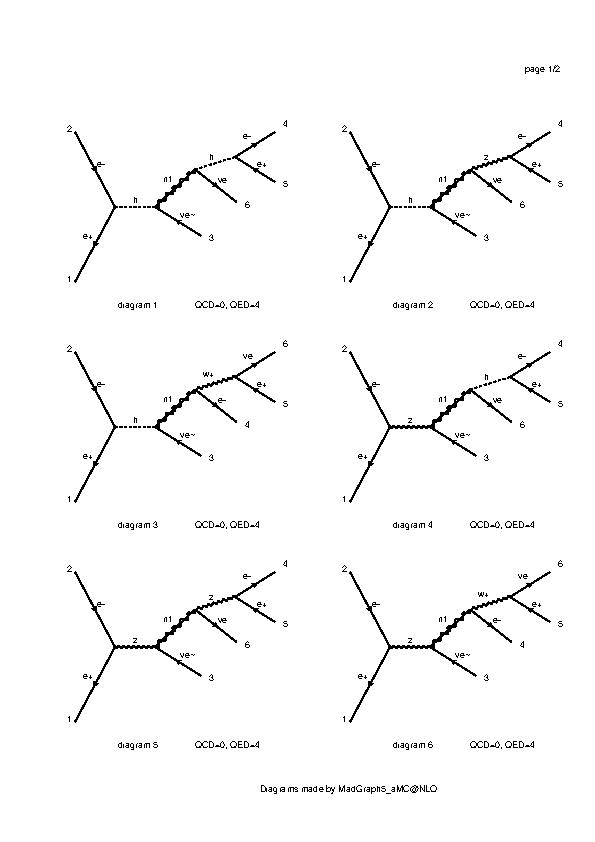 page 1/2
2 e- e+ 1 h n1 ve~ 3 h ve 6 e- 4 e+ 5
diagram 1 QCD=0, QED=4
2 e- e+ 1 h n1 ve~ 3 z ve 6 e- 4 e+ 5
diagram 2 QCD=0, QED=4
2 e- e+ 1 h n1 ve~ 3 w+ e- 4 ve 6 e+ 5
diagram 3 QCD=0, QED=4
2 e- e+ 1 z n1 ve~ 3 h ve 6 e- 4 e+ 5
diagram 4 QCD=0, QED=4
2 e- e+ 1 z n1 ve~ 3 z ve 6 e- 4 e+ 5
diagram 5 QCD=0, QED=4
2 e- e+ 1 z n1 ve~ 3 w+ e- 4 ve 6 e+ 5
diagram 6 QCD=0, QED=4
Diagrams made by MadGraph5_aMC@NLO